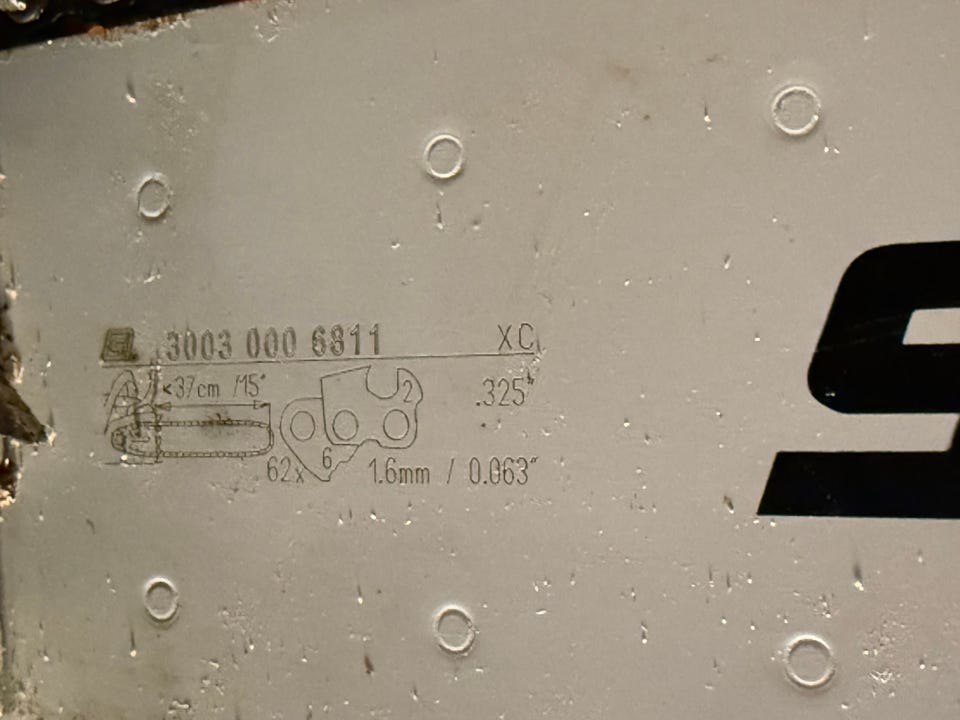 3003 000 6811 XC
<37cm /15"
2 .325"
62x 6 1.6mm / 0.063"
S